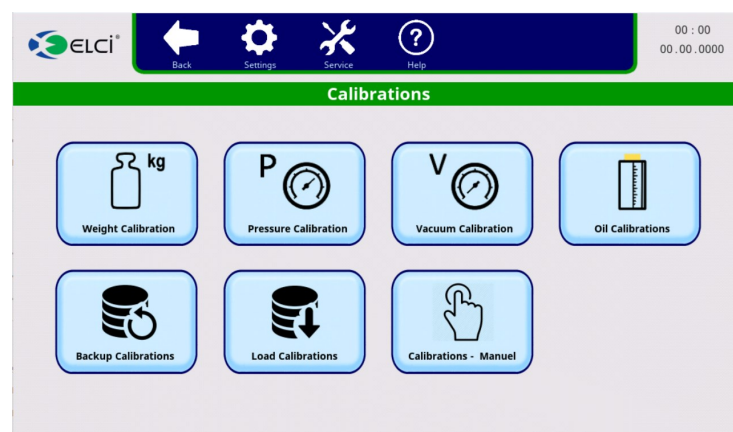 ELCI®
Back Settings Service Help
00 : 00
00.00.0000
Calibrations
kg P V
Weight Calibration Pressure Calibration Vacuum Calibration Oil Calibrations
Backup Calibrations Load Calibrations Calibrations - Manuel